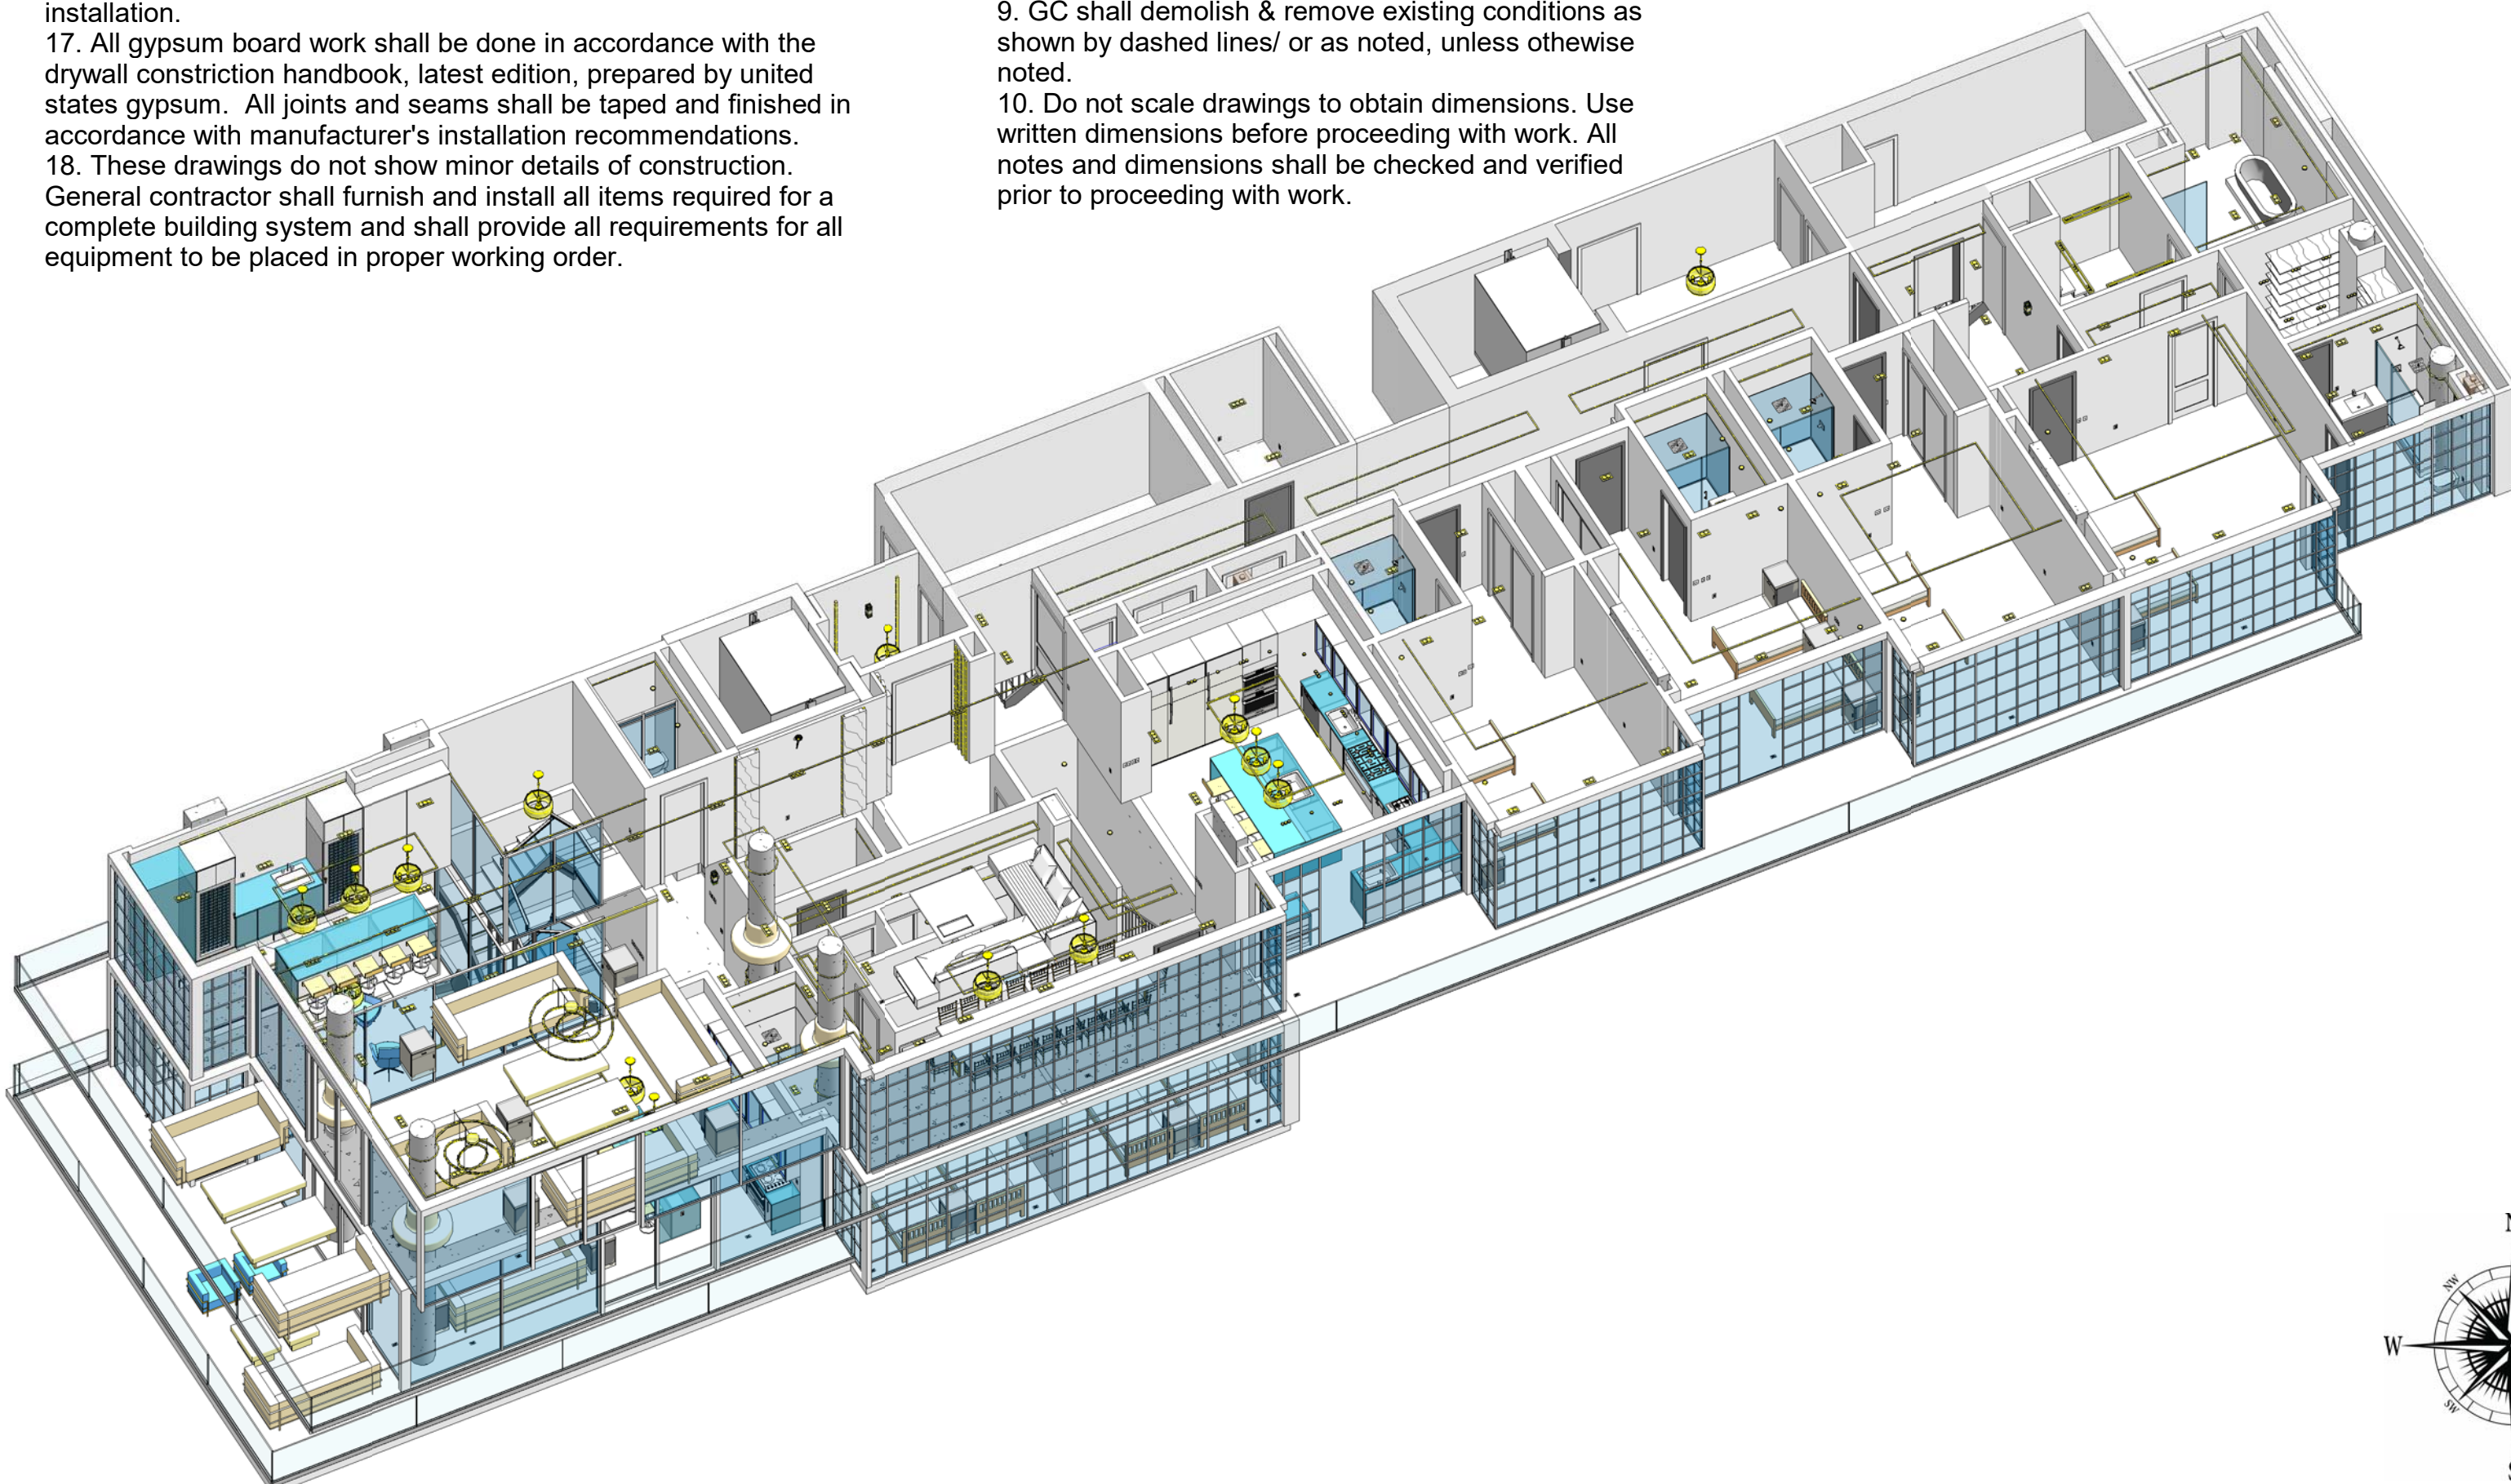 installation.
17. All gypsum board work shall be done in accordance with the
drywall constriction handbook, latest edition, prepared by united
states gypsum.  All joints and seams shall be taped and finished in
accordance with manufacturer's installation recommendations.
18. These drawings do not show minor details of construction.
General contractor shall furnish and install all items required for a
complete building system and shall provide all requirements for all
equipment to be placed in proper working order.
9. GC shall demolish & remove existing conditions as
shown by dashed lines/ or as noted, unless othewise
noted.
10. Do not scale drawings to obtain dimensions. Use
written dimensions before proceeding with work. All
notes and dimensions shall be checked and verified
prior to proceeding with work.
NW
W
SW